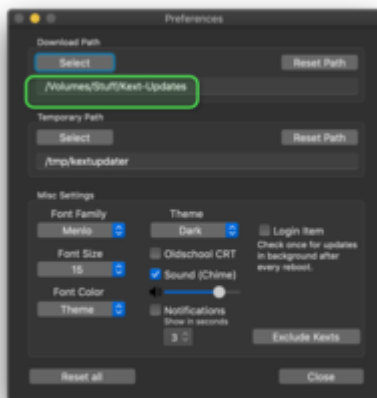 Preferences
Download Path
Select
Reset Path
/Volumes/Stuff/Kext-Updates
Temporary Path
Select
Reset Path
/tmp/kextupdater
Misc Settings
Font Family
Menlo
Font Size
15
Font Color
Theme
Theme
Dark
Oldschool CRT
Sound (Chime)
Notifications
Show in seconds
3
Login Item
Check once for updates
in background after
every reboot.
Exclude Kexts
Reset all
Close